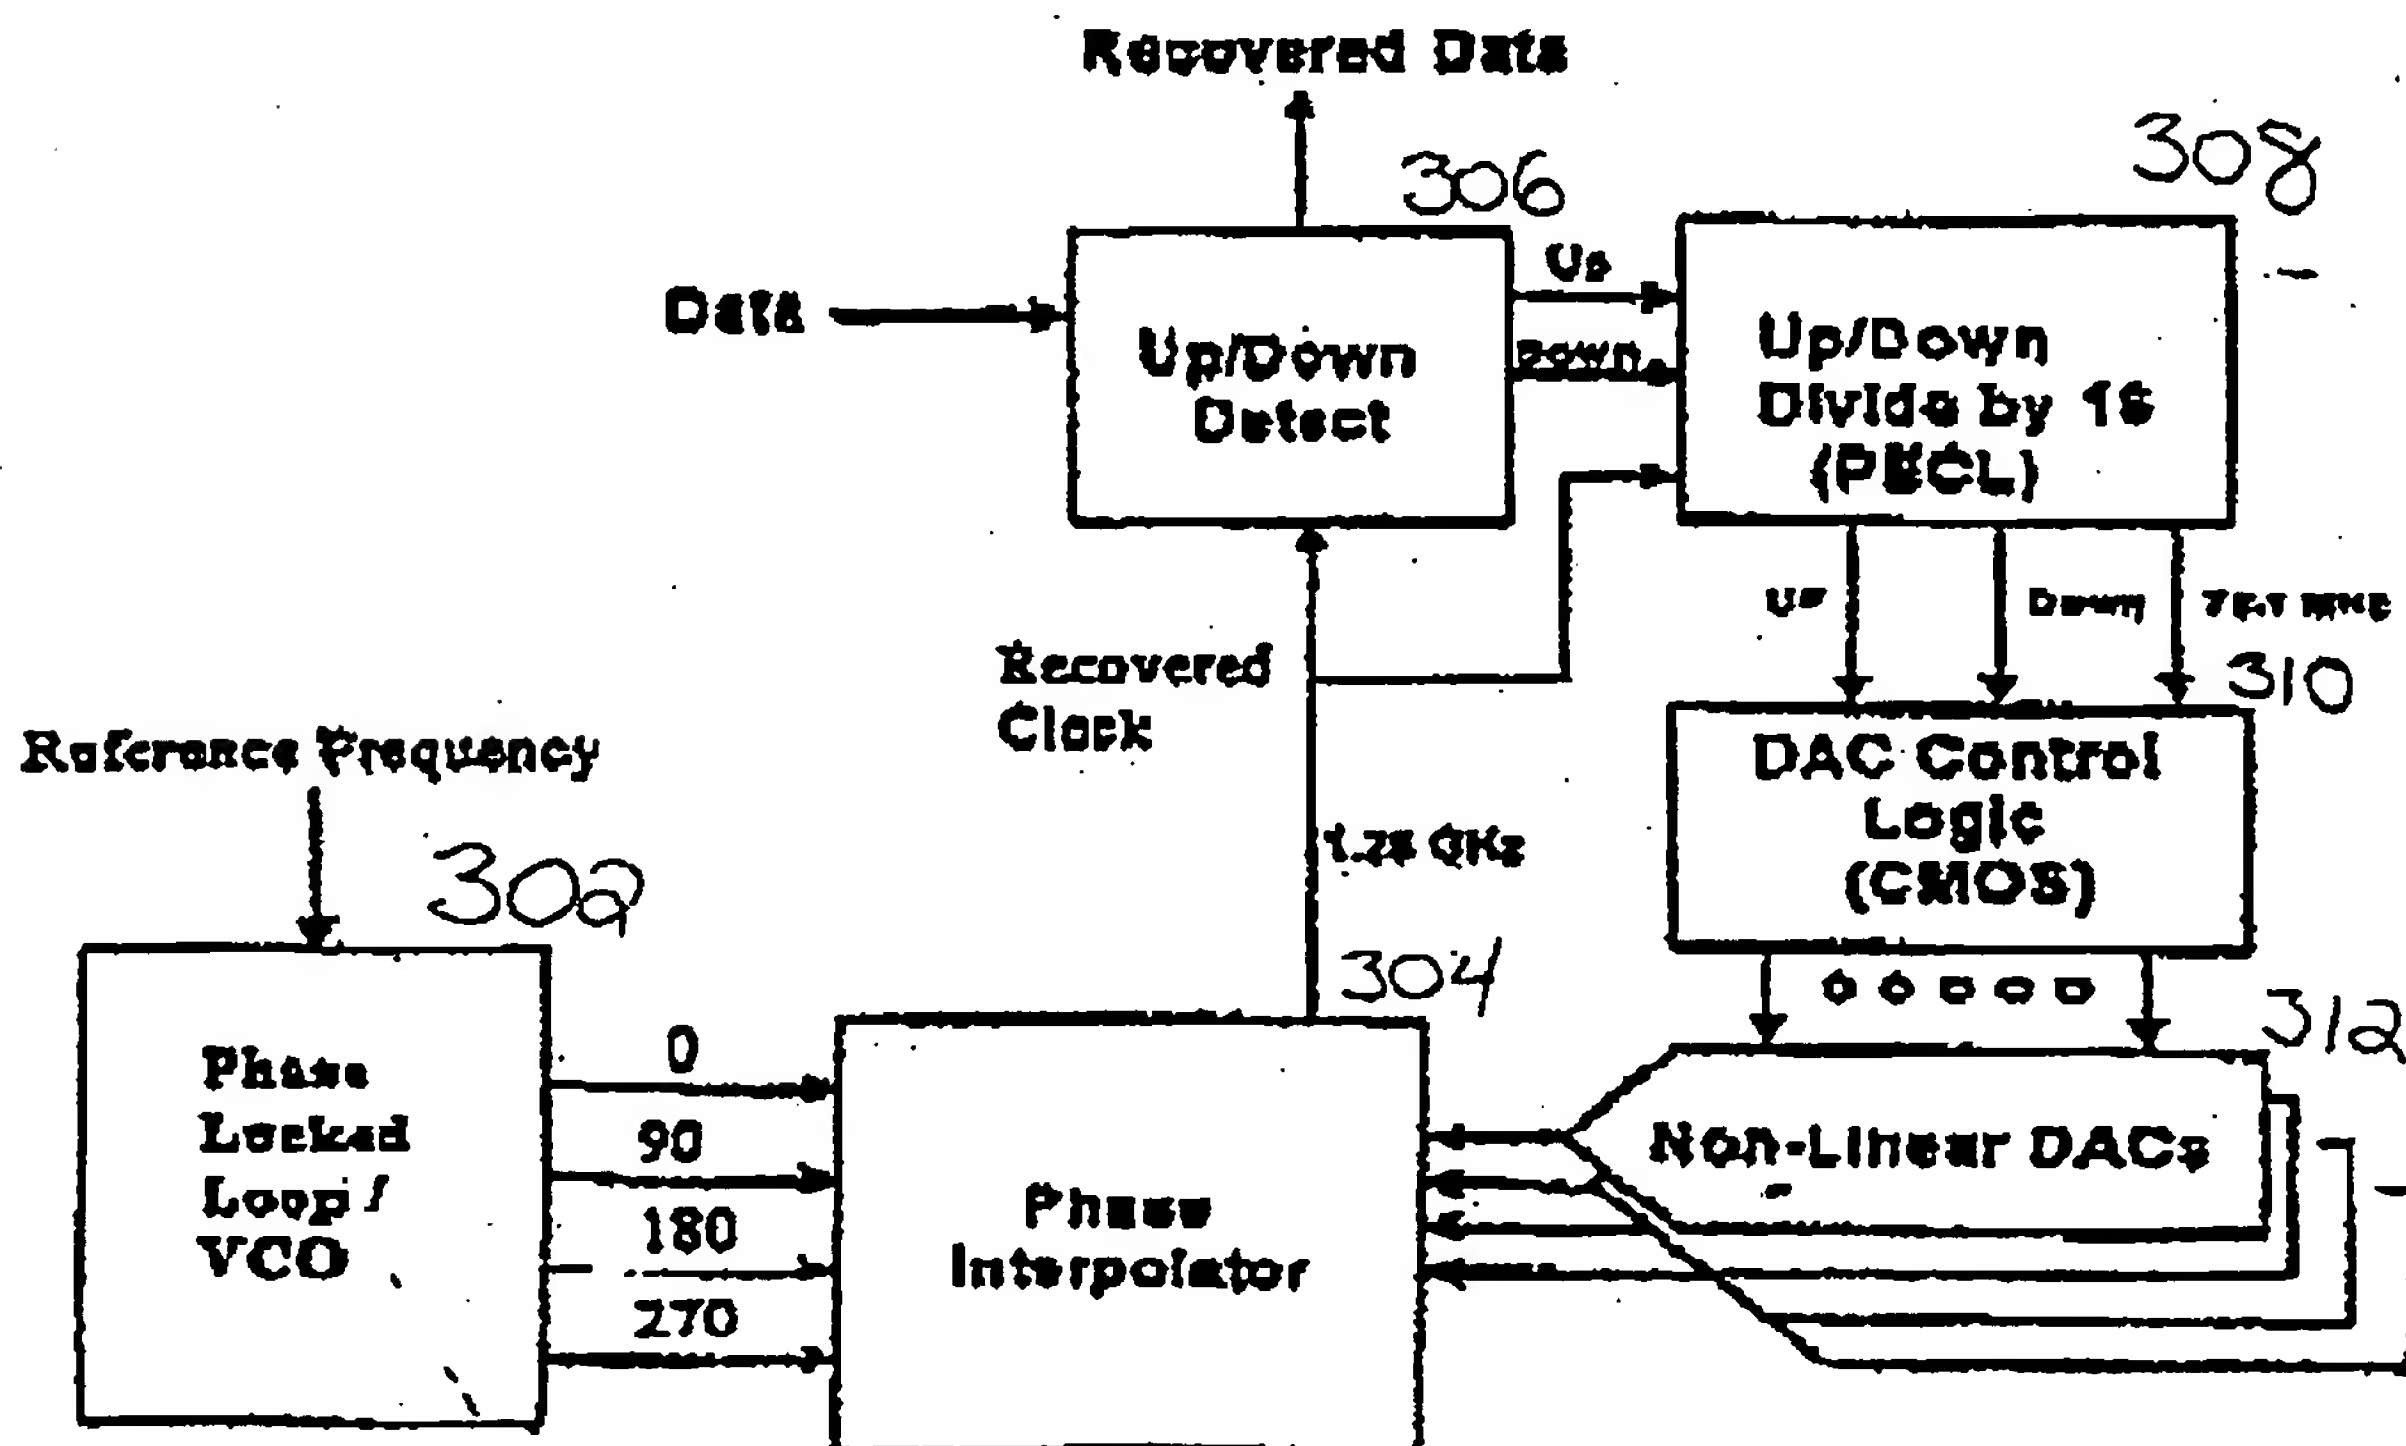 Recovered Data
306
308
Up
Data
Down
Up/Down
Detect
Up/Down
Divide by 16
(PECL)
Up
Down
Recovered
Clock
310
Reference Frequency
DAC Control
Logic
(CMOS)
1.25 GHz
302
304
312
0
Phase
Locked
Loop/
VCO
90
180
270
Phase
Interpolator
Non-Linear DACs